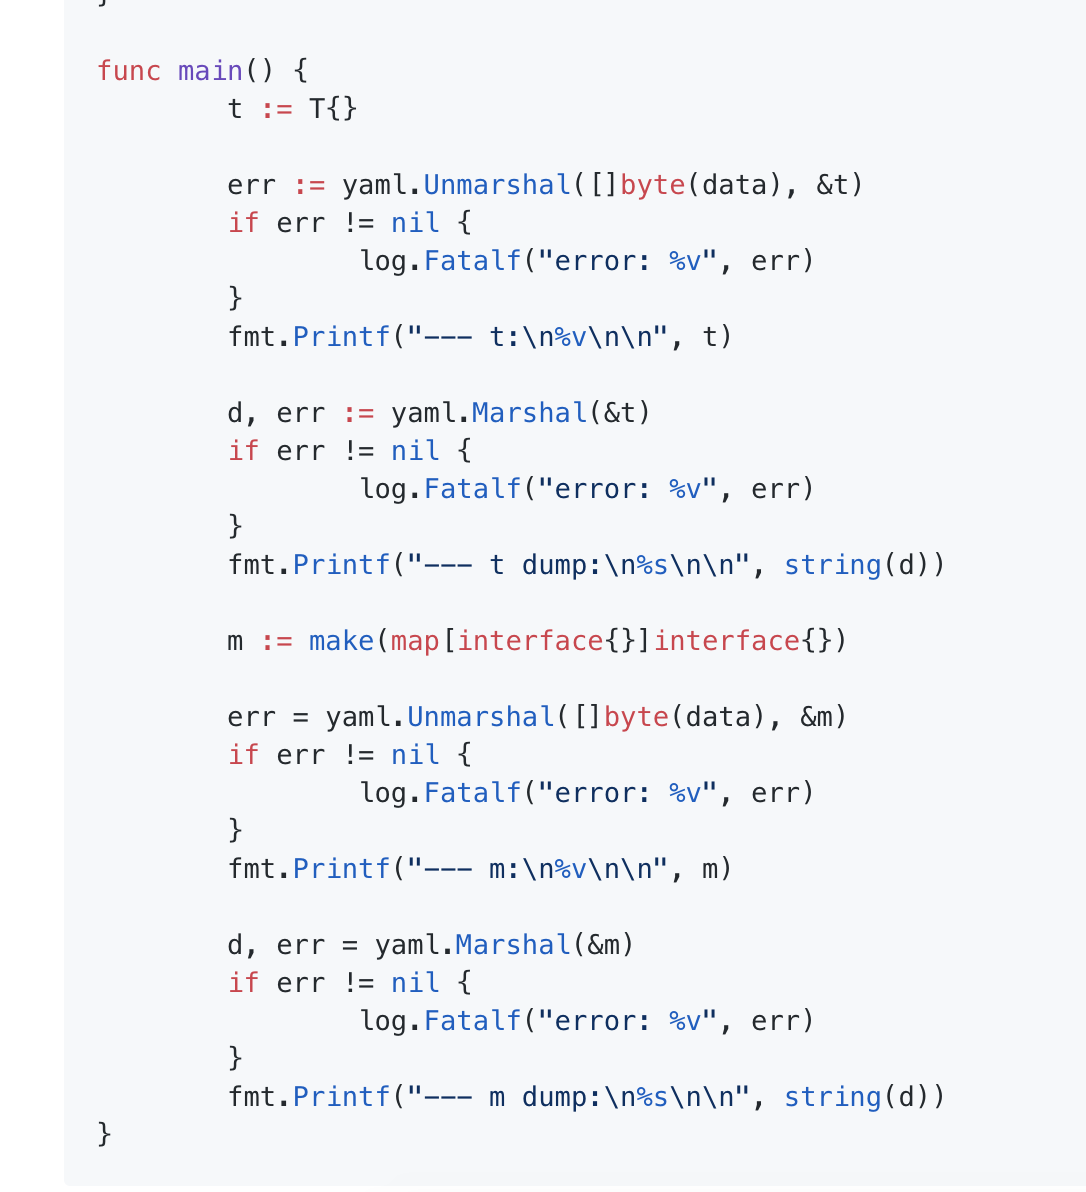 }
func main() {
        t := T{}

        err := yaml.Unmarshal([]byte(data), &t)
        if err != nil {
                log.Fatalf("error: %v", err)
        }
        fmt.Printf("--- t:\n%v\n\n", t)

        d, err := yaml.Marshal(&t)
        if err != nil {
                log.Fatalf("error: %v", err)
        }
        fmt.Printf("--- t dump:\n%s\n\n", string(d))

        m := make(map[interface{}]interface{})

        err = yaml.Unmarshal([]byte(data), &m)
        if err != nil {
                log.Fatalf("error: %v", err)
        }
        fmt.Printf("--- m:\n%v\n\n", m)

        d, err = yaml.Marshal(&m)
        if err != nil {
                log.Fatalf("error: %v", err)
        }
        fmt.Printf("--- m dump:\n%s\n\n", string(d))
}